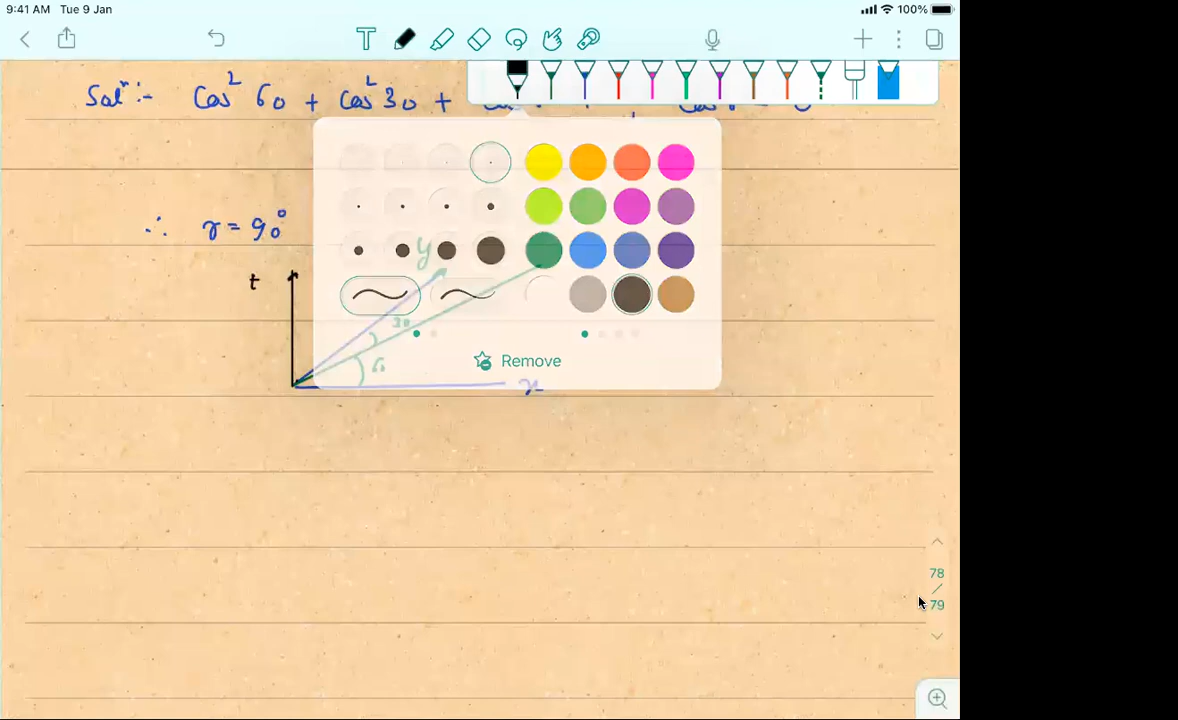 9:41 AM Tue 9 Jan
100%
Solⁿ :- Cos² 60 + cos² 30 +
∴ γ = 90°
y
t
30
Remove
60
x
78
/
79